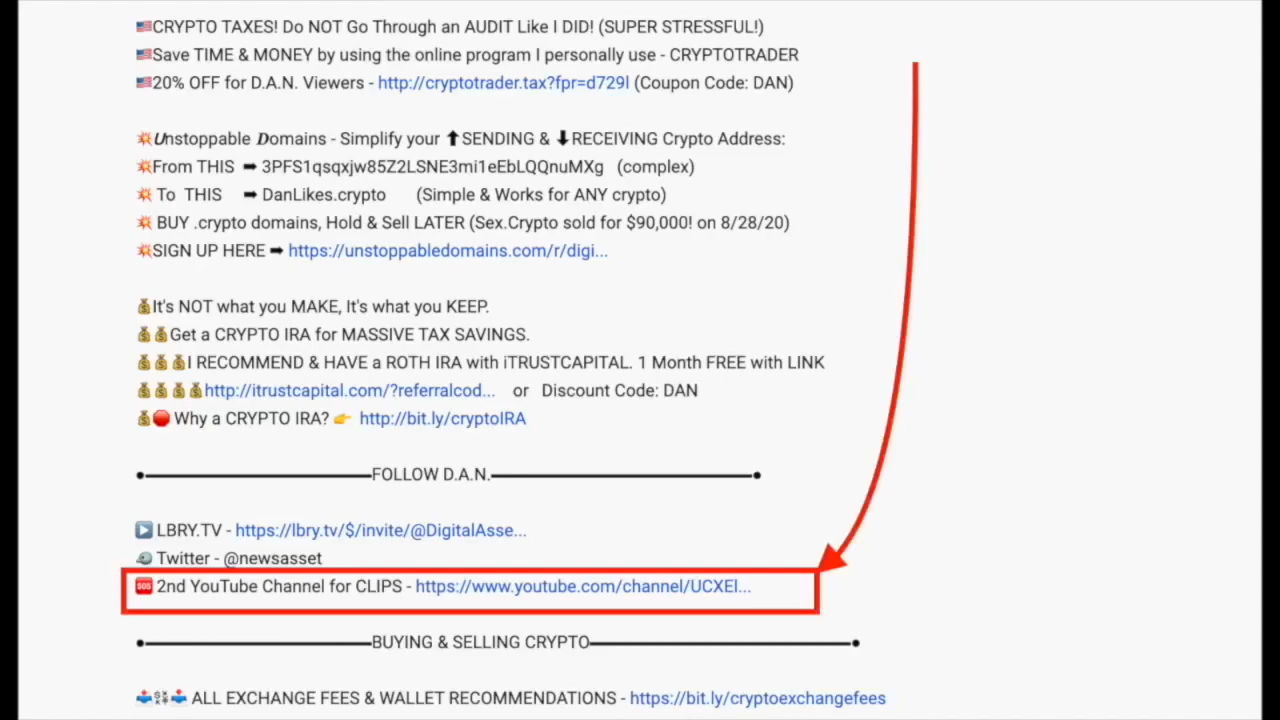 🇺🇸CRYPTO TAXES! Do NOT Go Through an AUDIT Like I DID! (SUPER STRESSFUL!)
🇺🇸Save TIME & MONEY by using the online program I personally use - CRYPTOTRADER
🇺🇸20% OFF for D.A.N. Viewers - http://cryptotrader.tax?fpr=d729l (Coupon Code: DAN)
💥𝑼nstoppable 𝑫omains - Simplify your ⬆SENDING & ⬇RECEIVING Crypto Address:
💥From THIS ➡ 3PFS1qsqxjw85Z2LSNE3mi1eEbLQQnuMXg (complex)
💥 To THIS ➡ DanLikes.crypto (Simple & Works for ANY crypto)
💥 BUY .crypto domains, Hold & Sell LATER (Sex.Crypto sold for $90,000! on 8/28/20)
💥SIGN UP HERE ➡ https://unstoppabledomains.com/r/digi...
💰It's NOT what you MAKE, It's what you KEEP.
💰💰Get a CRYPTO IRA for MASSIVE TAX SAVINGS.
💰💰💰I RECOMMEND & HAVE a ROTH IRA with iTRUSTCAPITAL. 1 Month FREE with LINK
💰💰💰💰http://itrustcapital.com/?referralcod... or Discount Code: DAN
💰🛑 Why a CRYPTO IRA? 👉 http://bit.ly/cryptoIRA
●▬▬▬▬▬▬▬▬FOLLOW D.A.N.▬▬▬▬▬▬▬▬●
▶ LBRY.TV - https://lbry.tv/$/invite/@DigitalAsse...
🐦 Twitter - @newsasset
🆘 2nd YouTube Channel for CLIPS - https://www.youtube.com/channel/UCXEl...
●▬▬▬▬▬▬▬▬BUYING & SELLING CRYPTO▬▬▬▬▬▬▬▬●
📤💱📤 ALL EXCHANGE FEES & WALLET RECOMMENDATIONS - https://bit.ly/cryptoexchangefees